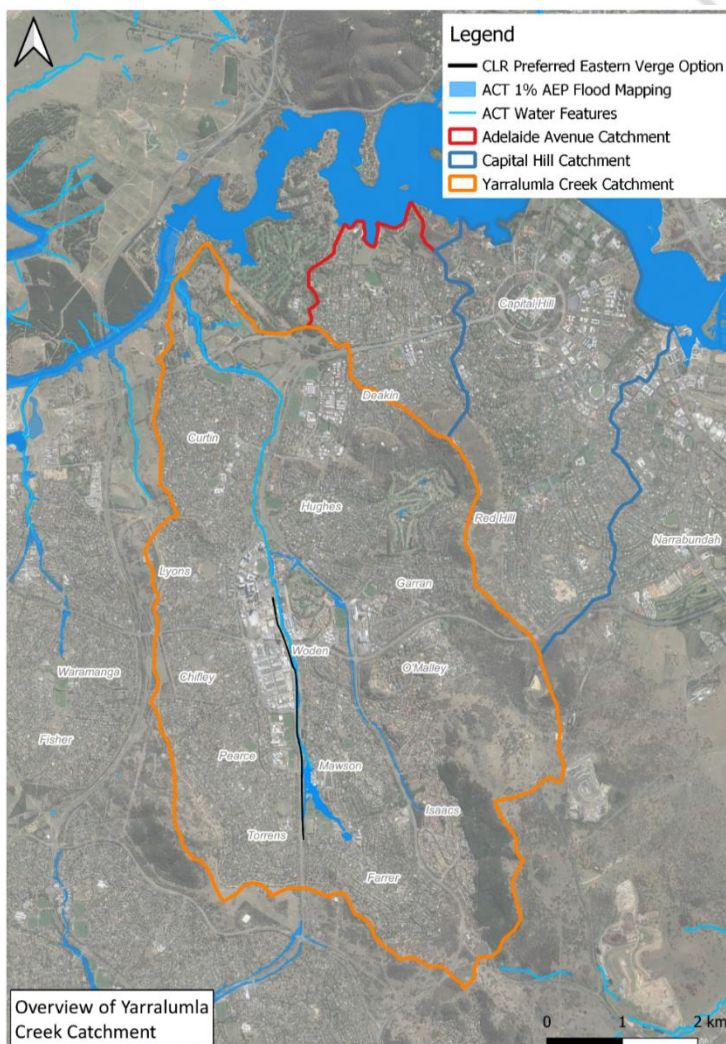 Legend
CLR Preferred Eastern Verge Option
ACT 1% AEP Flood Mapping
ACT Water Features
Adelaide Avenue Catchment
Capital Hill Catchment
Yarralumla Creek Catchment
Capital Hill
Deakin
Curtin
Hughes
Red Hill
Narrabundah
Lyons
Garran
Woden
O'Malley
Waramanga
Chifley
Fisher
Pearce
Mawson
Isaacs
Torrens
Farrer
Overview of Yarralumla
Creek Catchment
0 1 2 km